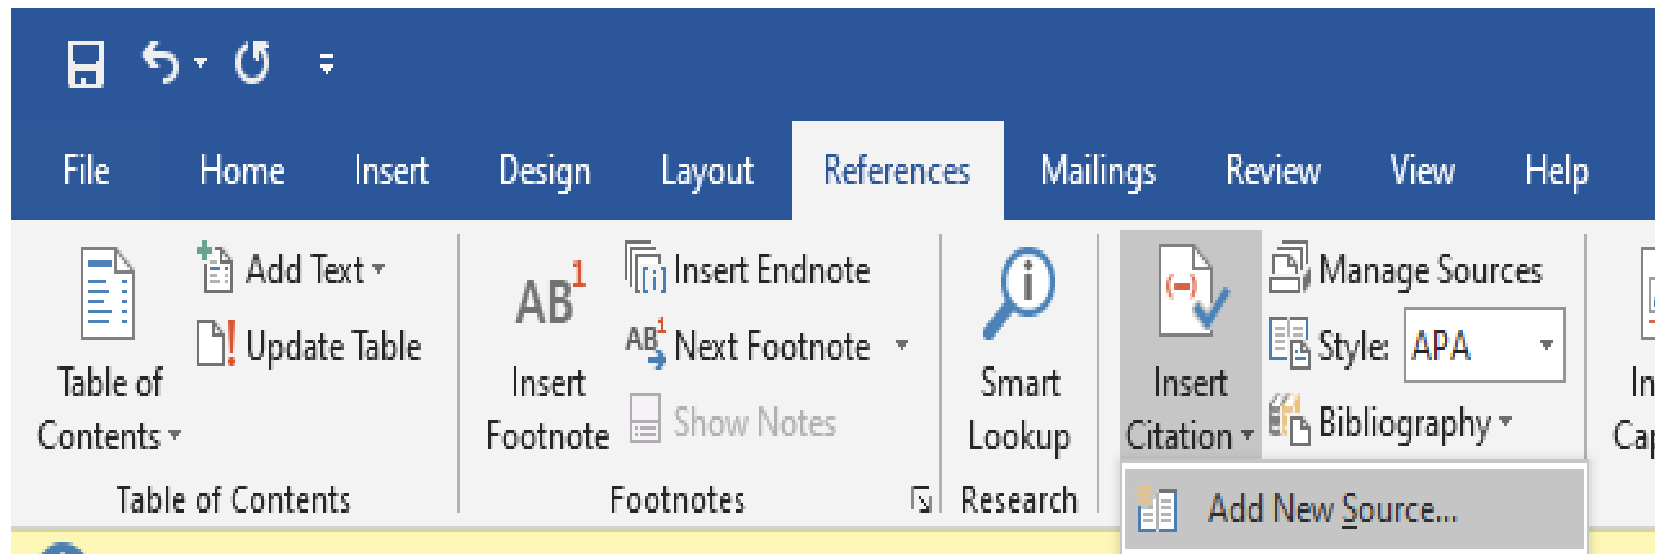 File Home Insert Design Layout References Mailings Review View Help
Table of
Contents
Add Text
Update Table
Table of Contents
AB1
Insert
Footnote
[i] Insert Endnote
AB1 Next Footnote
Show Notes
Footnotes
Smart
Lookup
Research
Insert
Citation
Manage Sources
Style: APA
Bibliography
Add New Source...
In
Cap